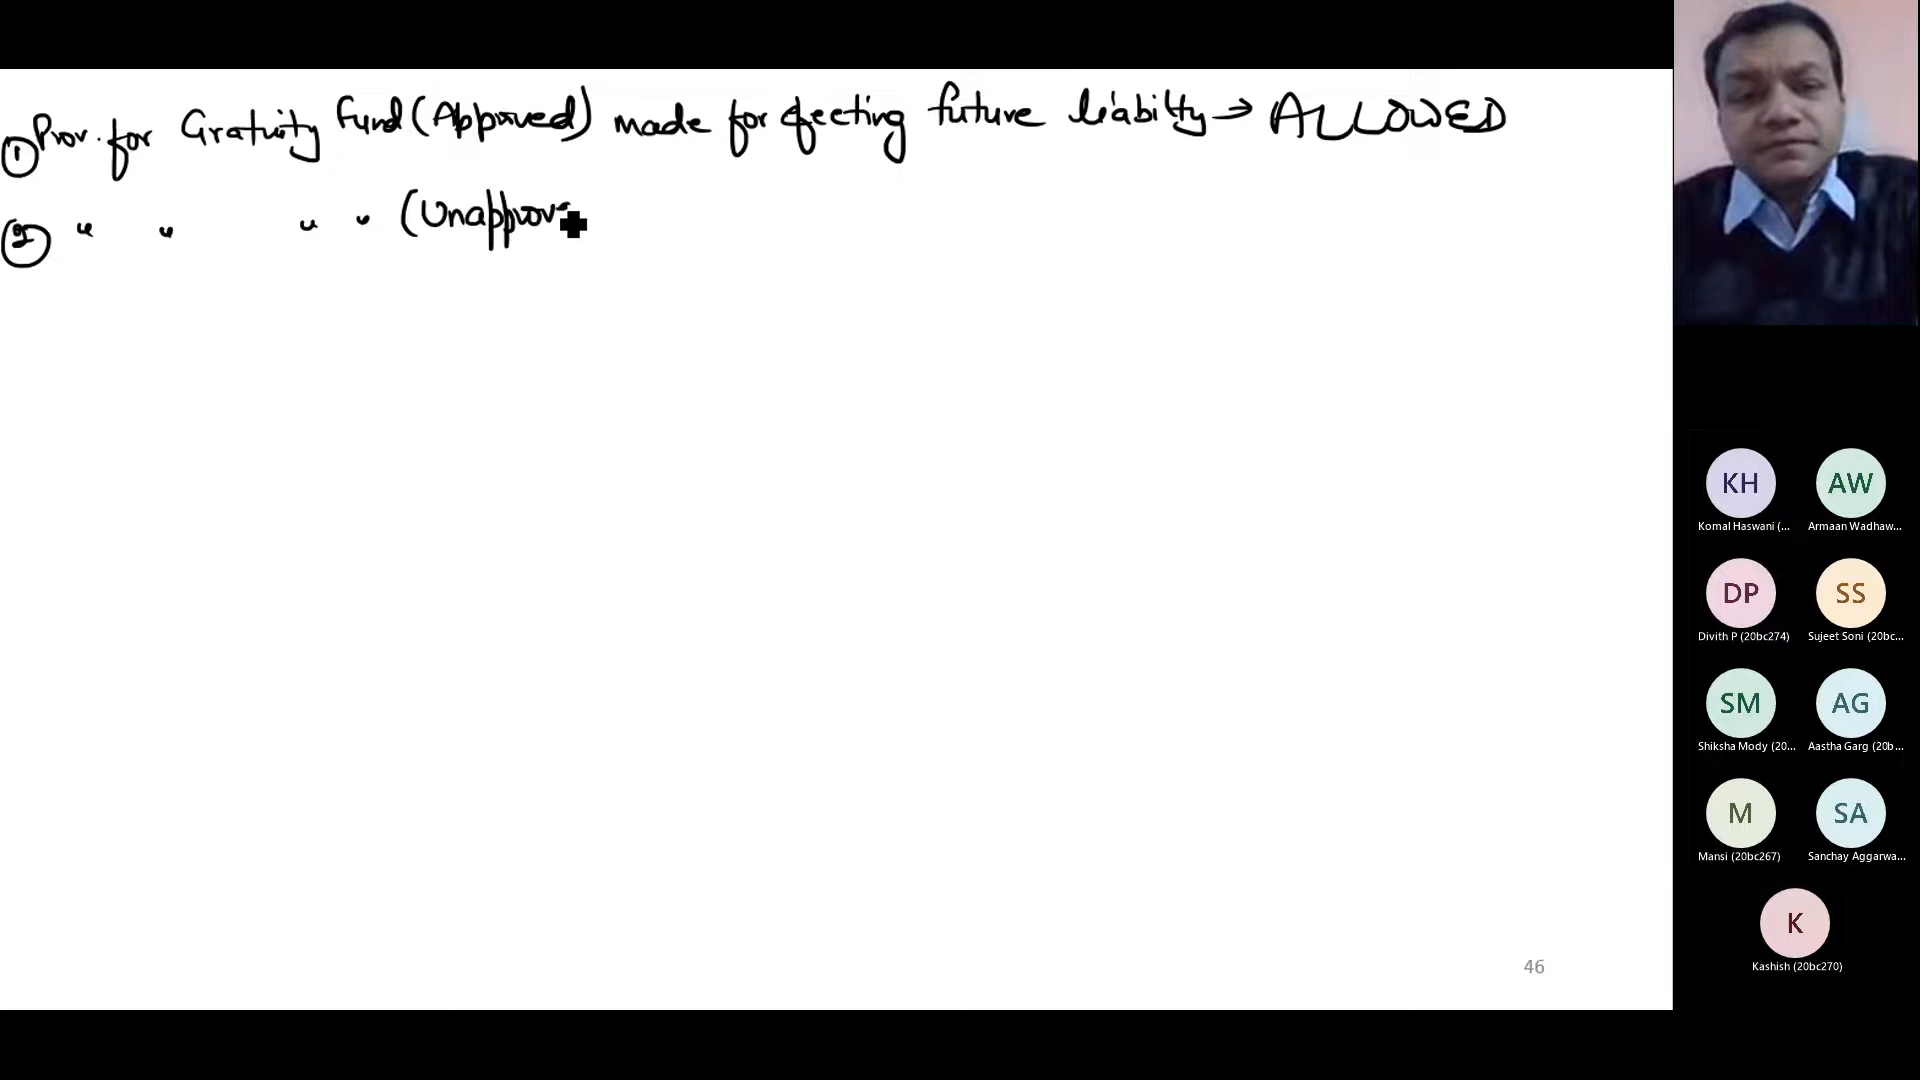 ① Prov. for Gratuity Fund (Approved) made for feeting future liability → ALLOWED
② " " " " (Unapprove
KH AW
Komal Haswani (... Armaan Wadhaw...
DP SS
Divith P (20bc274) Sujeet Soni (20bc...
SM AG
Shiksha Mody (20... Aastha Garg (20b...
M SA
Mansi (20bc267) Sanchay Aggarwa...
K
Kashish (20bc270)
46